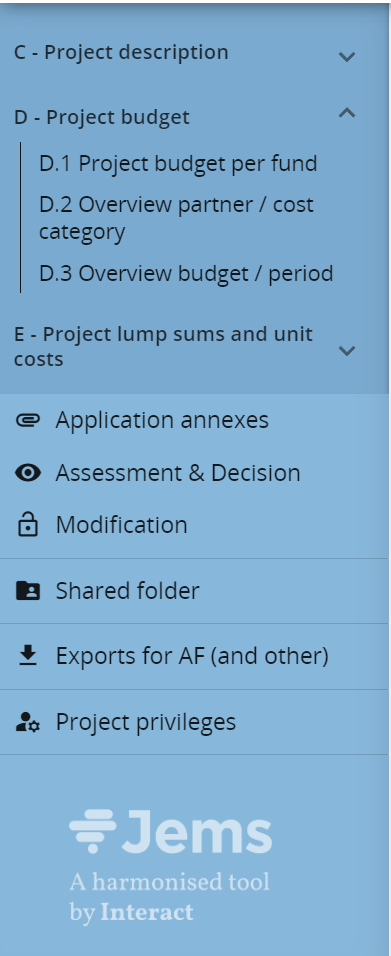 C - Project description
D - Project budget
D.1 Project budget per fund
D.2 Overview partner / cost
category
D.3 Overview budget / period
E - Project lump sums and unit
costs
Application annexes
Assessment & Decision
Modification
Shared folder
Exports for AF (and other)
Project privileges
Jems
A harmonised tool
by Interact